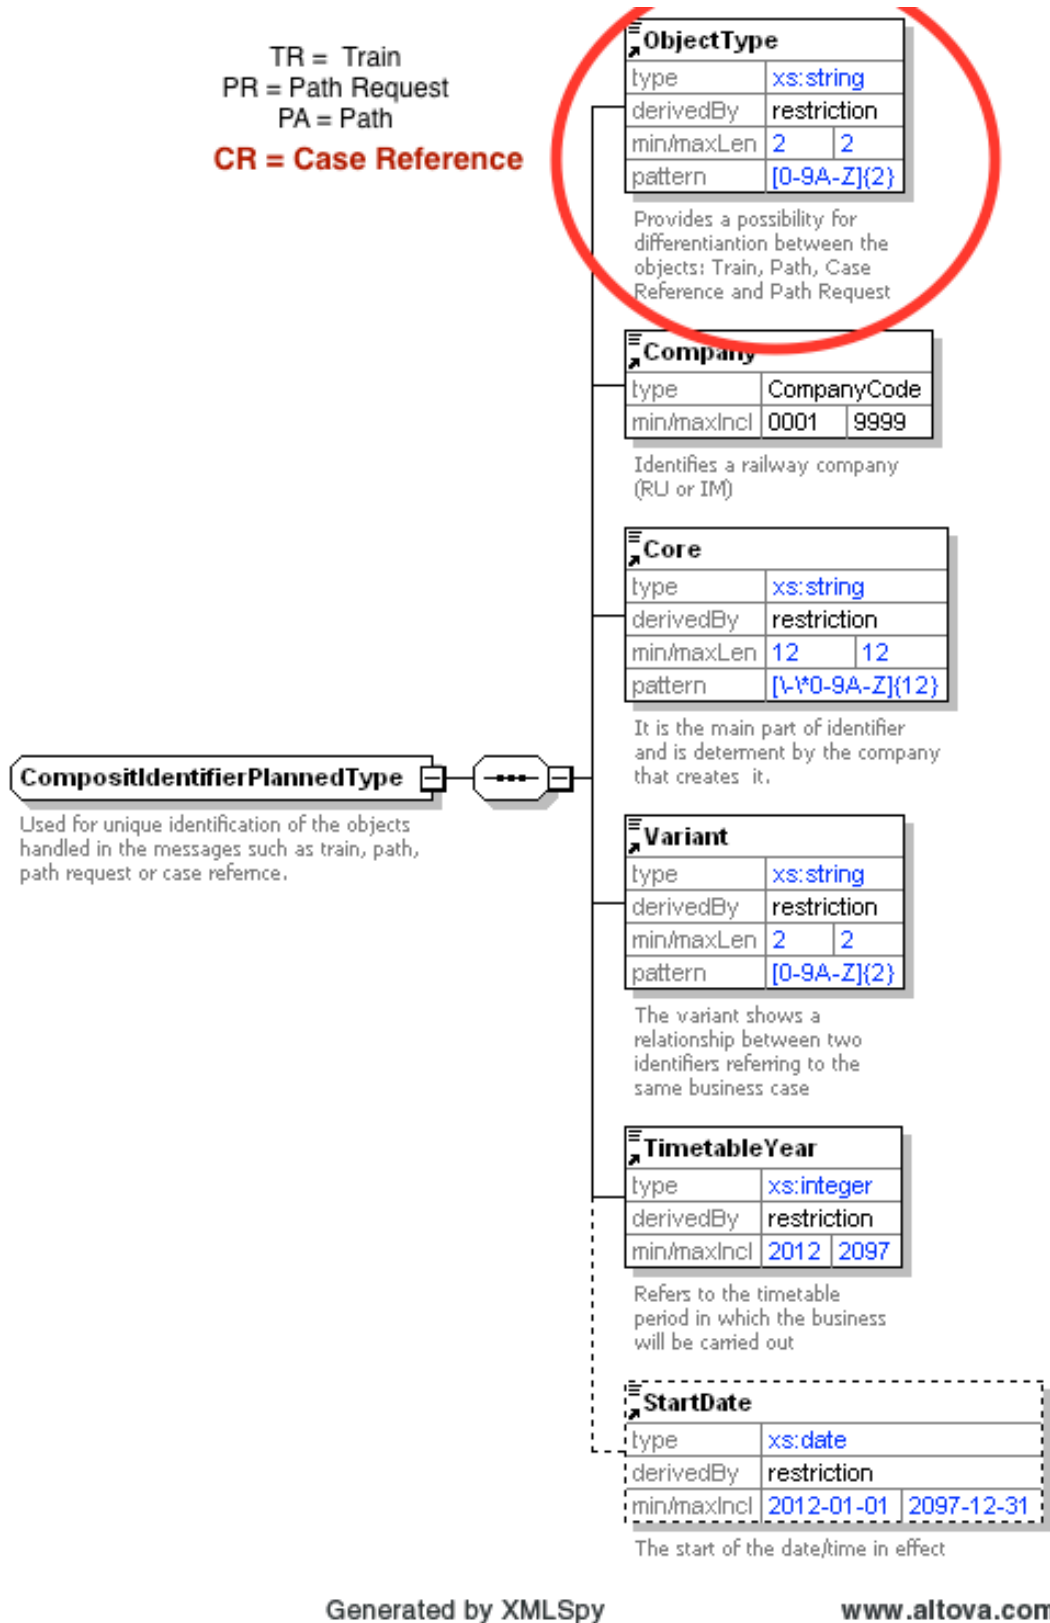 TR = Train
PR = Path Request
PA = Path
CR = Case Reference
ObjectType
type xs:string
derivedBy restriction
min/maxLen 2 2
pattern [0-9A-Z]{2}
Provides a possibility for
differentiantion between the
objects: Train, Path, Case
Reference and Path Request
Company
type CompanyCode
min/maxIncl 0001 9999
Identifies a railway company
(RU or IM)
Core
type xs:string
derivedBy restriction
min/maxLen 12 12
pattern [\-\*0-9A-Z]{12}
It is the main part of identifier
and is determent by the company
that creates it.
CompositIdentifierPlannedType
Used for unique identification of the objects
handled in the messages such as train, path,
path request or case refernce.
Variant
type xs:string
derivedBy restriction
min/maxLen 2 2
pattern [0-9A-Z]{2}
The variant shows a
relationship between two
identifiers referring to the
same business case
TimetableYear
type xs:integer
derivedBy restriction
min/maxIncl 2012 2097
Refers to the timetable
period in which the business
will be carried out
StartDate
type xs:date
derivedBy restriction
min/maxIncl 2012-01-01 2097-12-31
The start of the date/time in effect
Generated by XMLSpy www.altova.com